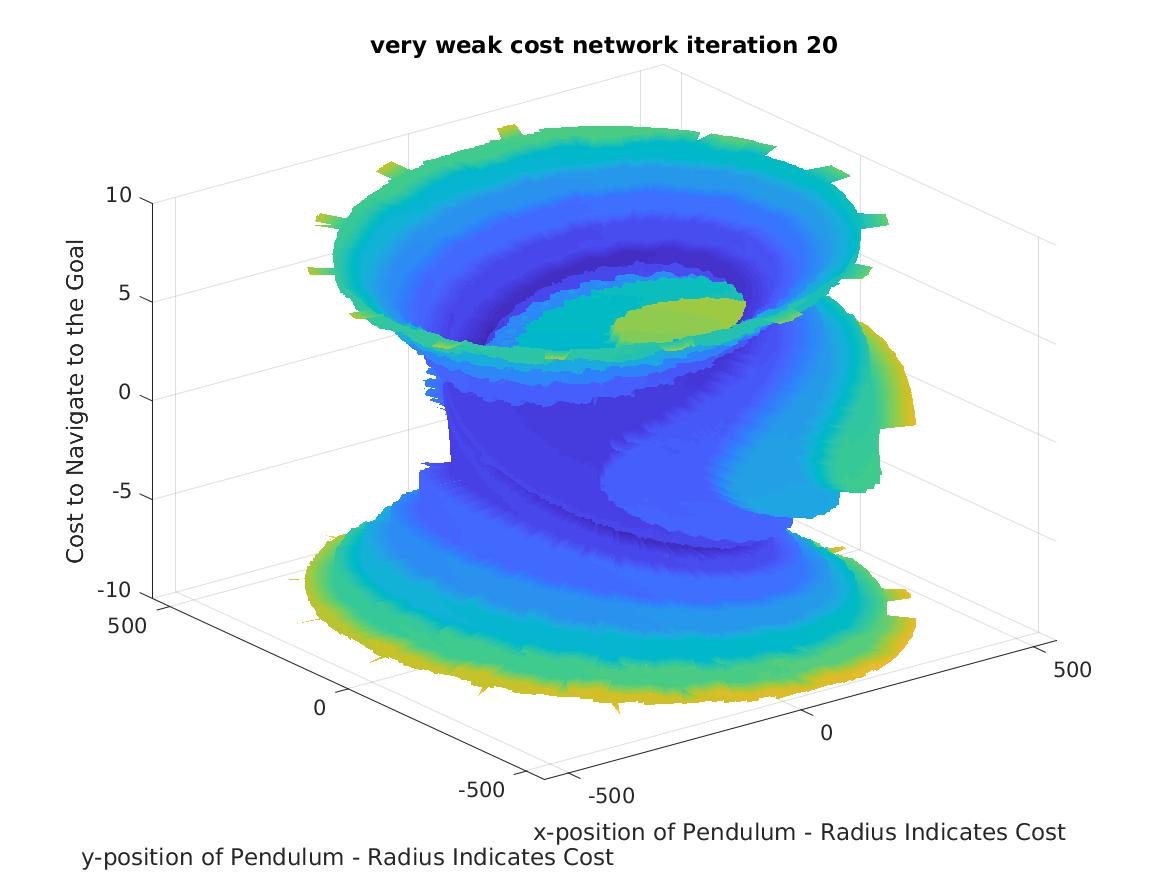 very weak cost network iteration 20
10
5
0
-5
-10
Cost to Navigate to the Goal
500
0
-500
500
0
-500
x-position of Pendulum - Radius Indicates Cost
y-position of Pendulum - Radius Indicates Cost